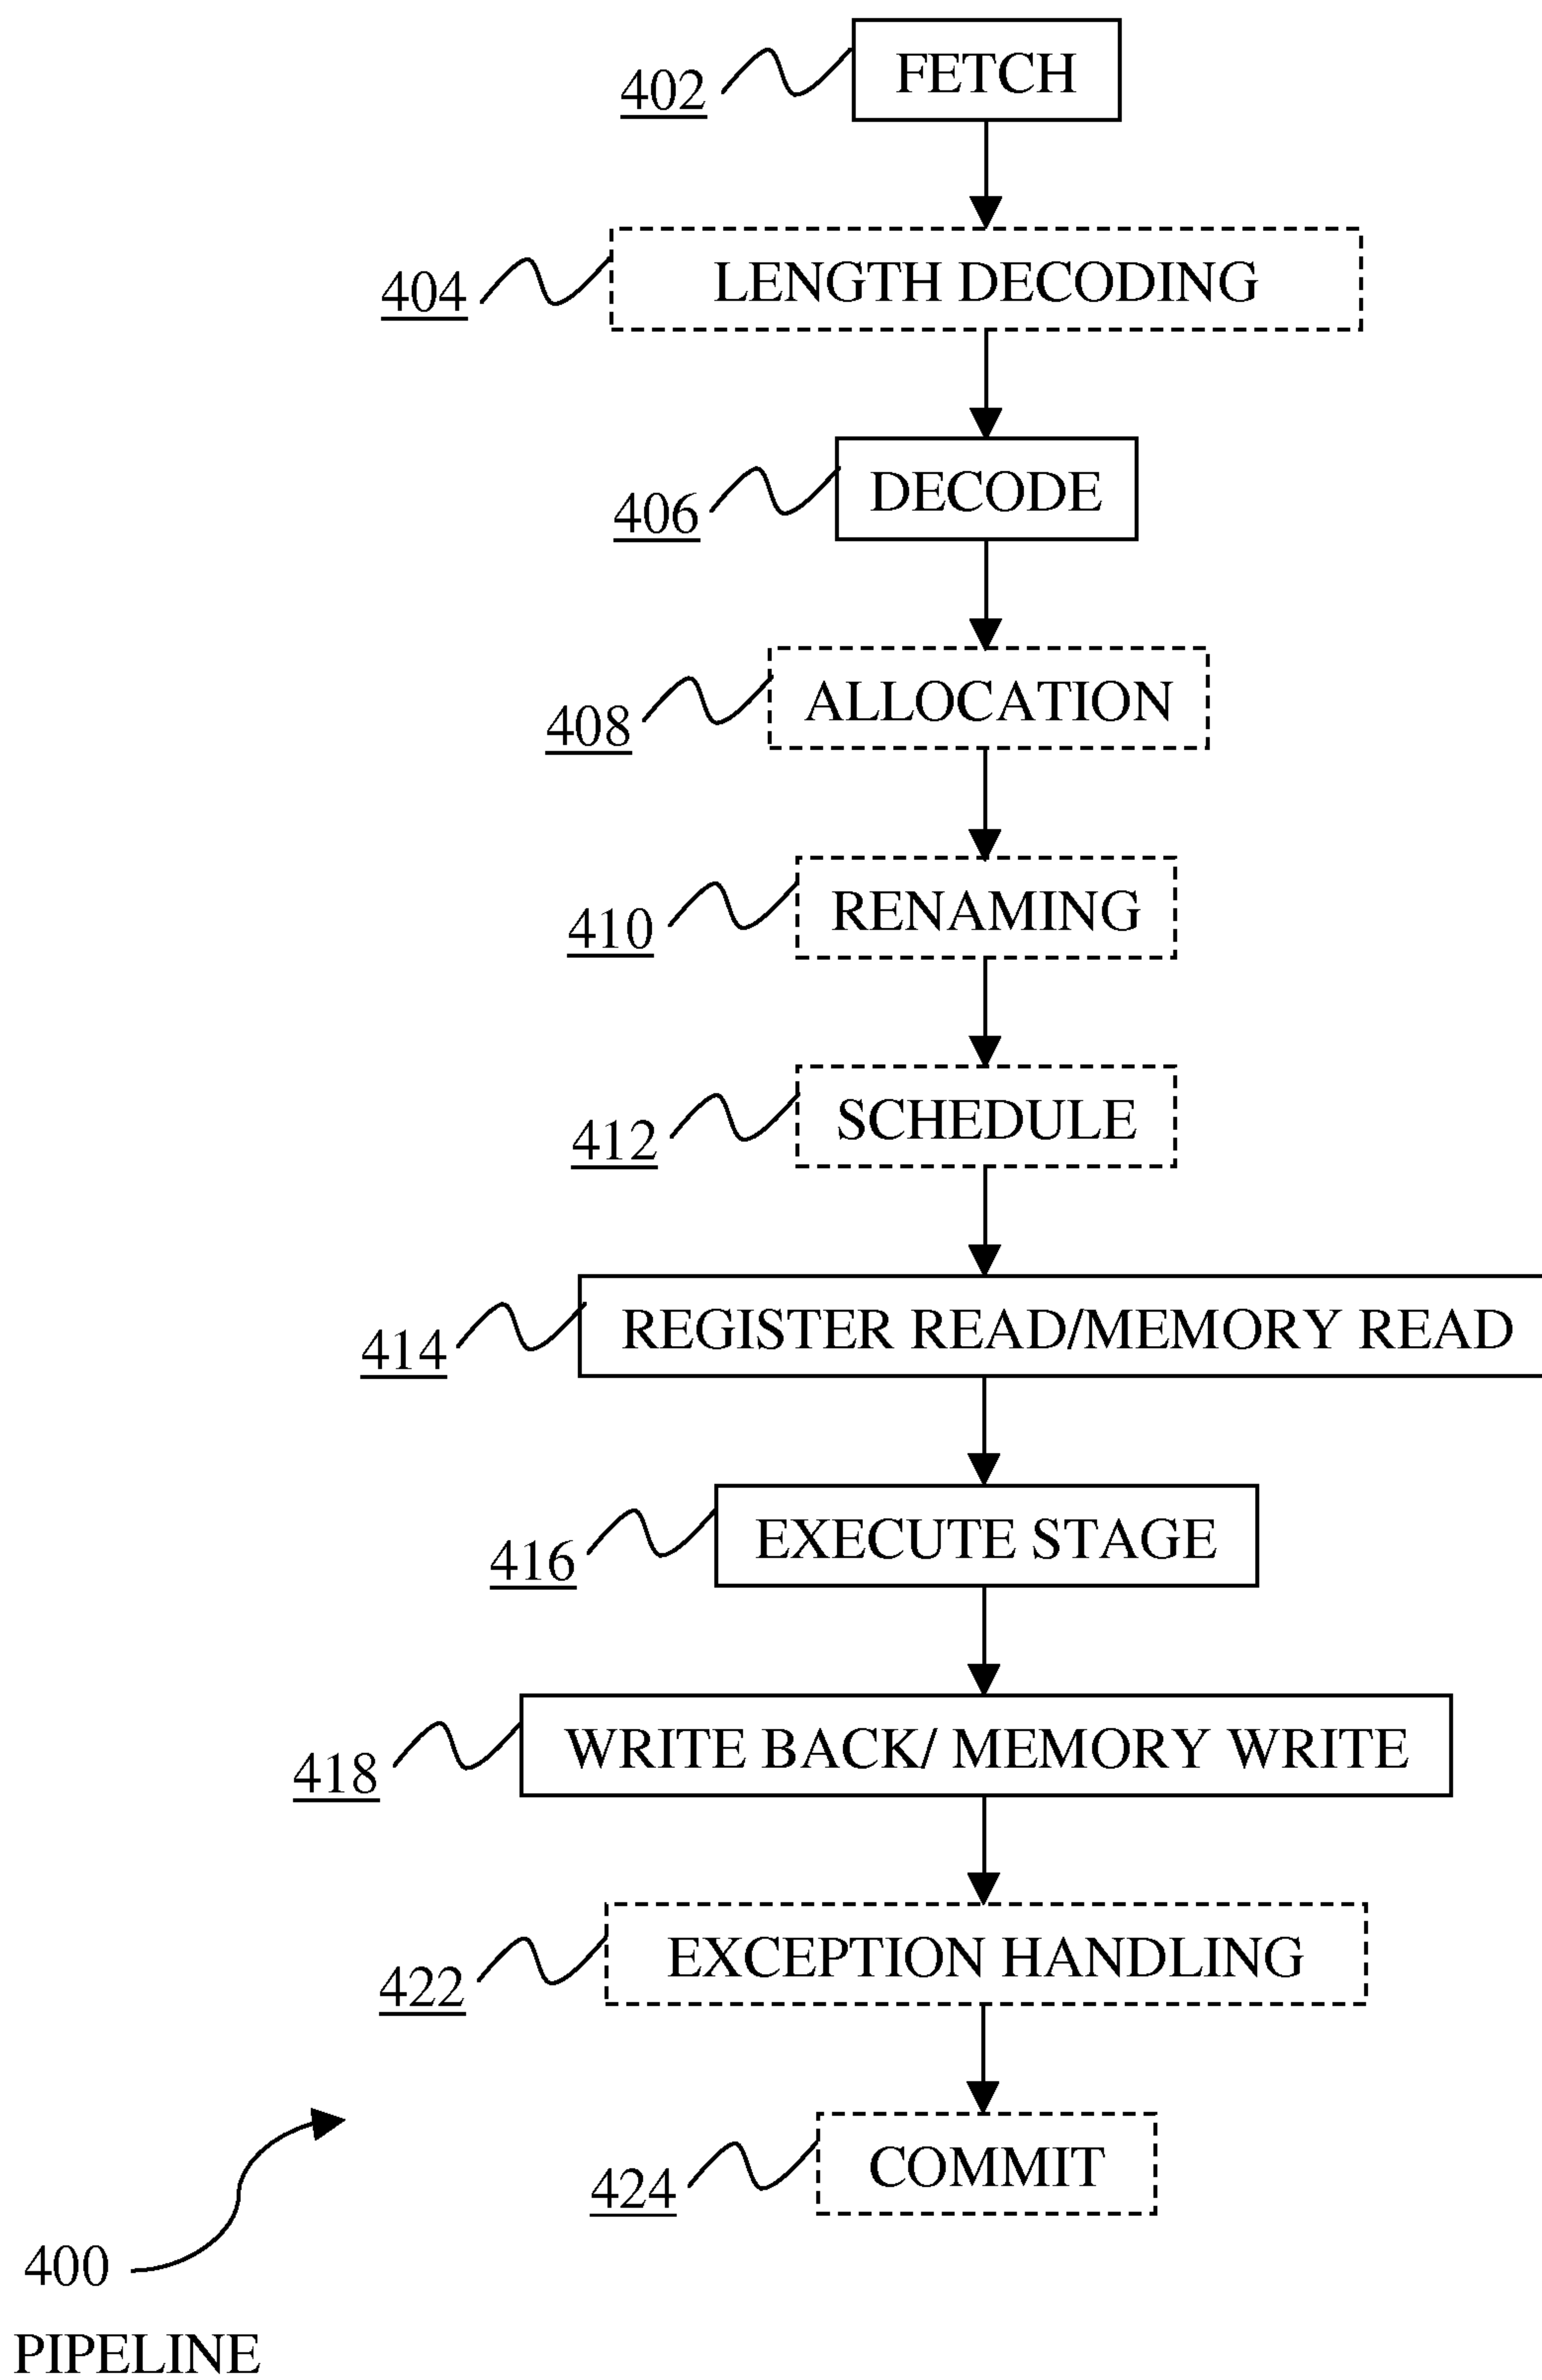 FETCH
402
LENGTH DECODING
404
DECODE
406
ALLOCATION
408
RENAMING
410
SCHEDULE
412
REGISTER READ/MEMORY READ
414
EXECUTE STAGE
416
WRITE BACK/ MEMORY WRITE
418
EXCEPTION HANDLING
422
COMMIT
424
400
PIPELINE